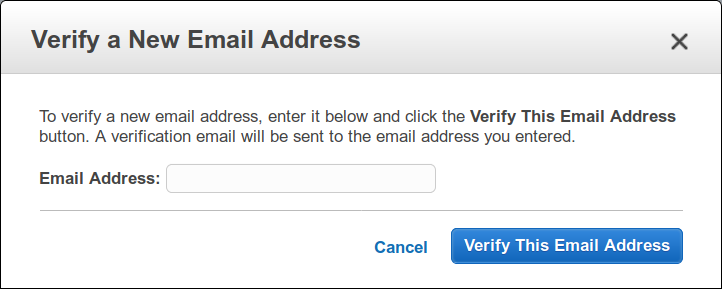 Verify a New Email Address
To verify a new email address, enter it below and click the Verify This Email Address
button. A verification email will be sent to the email address you entered.
Email Address:
Cancel
Verify This Email Address